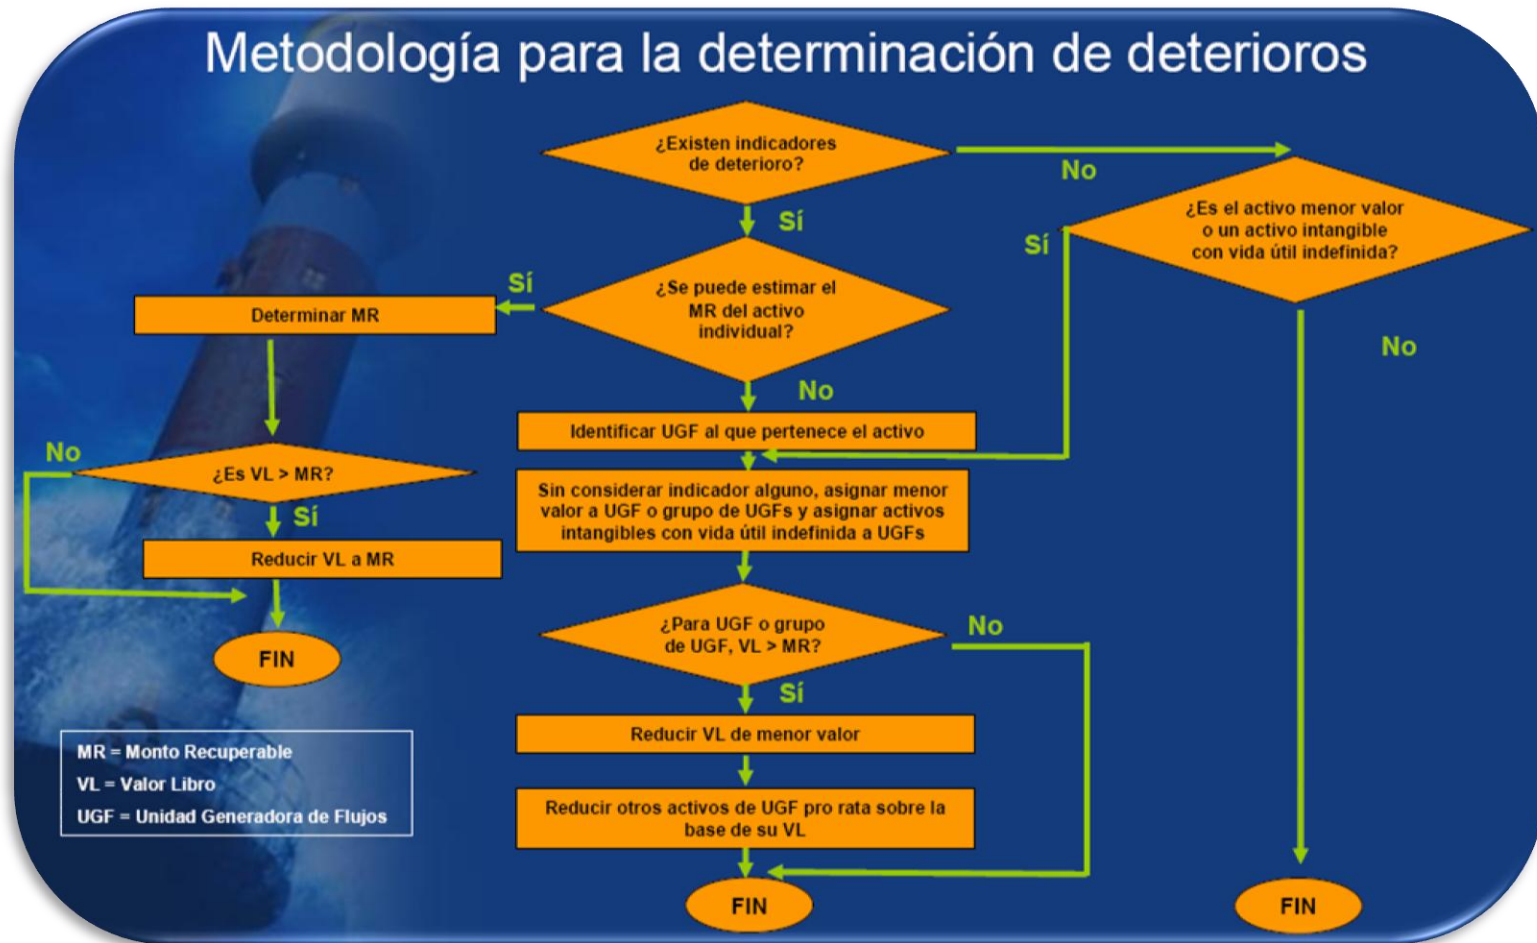 Metodología para la determinación de deterioros
¿Existen indicadores
de deterioro?
No
Sí
¿Es el activo menor valor
o un activo intangible
con vida útil indefinida?
Sí
No
¿Se puede estimar el
MR del activo
individual?
Sí
Determinar MR
No
Identificar UGF al que pertenece el activo
No
¿Es VL > MR?
Sí
Reducir VL a MR
FIN
Sin considerar indicador alguno, asignar menor
valor a UGF o grupo de UGFs y asignar activos
intangibles con vida útil indefinida a UGFs
¿Para UGF o grupo
de UGF, VL > MR?
No
Sí
Reducir VL de menor valor
Reducir otros activos de UGF pro rata sobre la
base de su VL
FIN
FIN
MR = Monto Recuperable
VL = Valor Libro
UGF = Unidad Generadora de Flujos